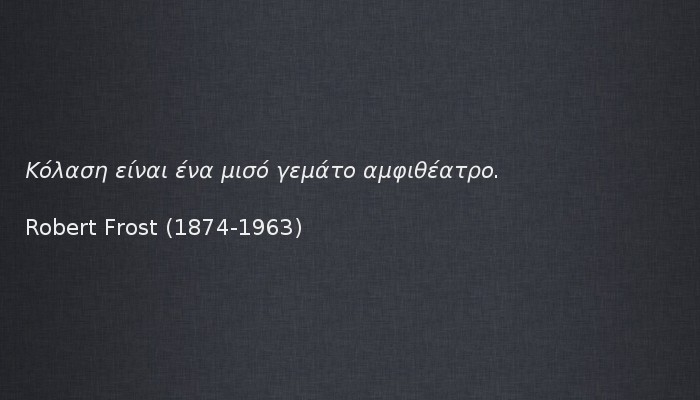 Κόλαση είναι ένα μισό γεμάτο αμφιθέατρο.
Robert Frost (1874-1963)